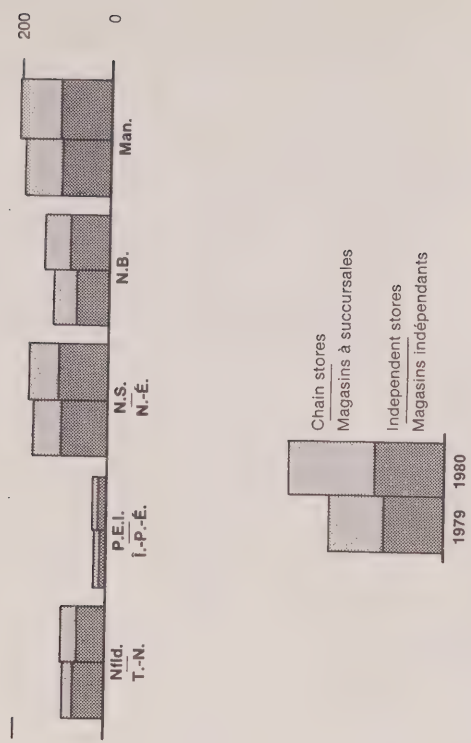 200
0
Nfld.
T.-N.
P.E.I.
Î.-P.-É.
N.S.
N.-É.
N.B.
Man.
Chain stores
Magasins à succursales
Independent stores
Magasins indépendants
1979 1980